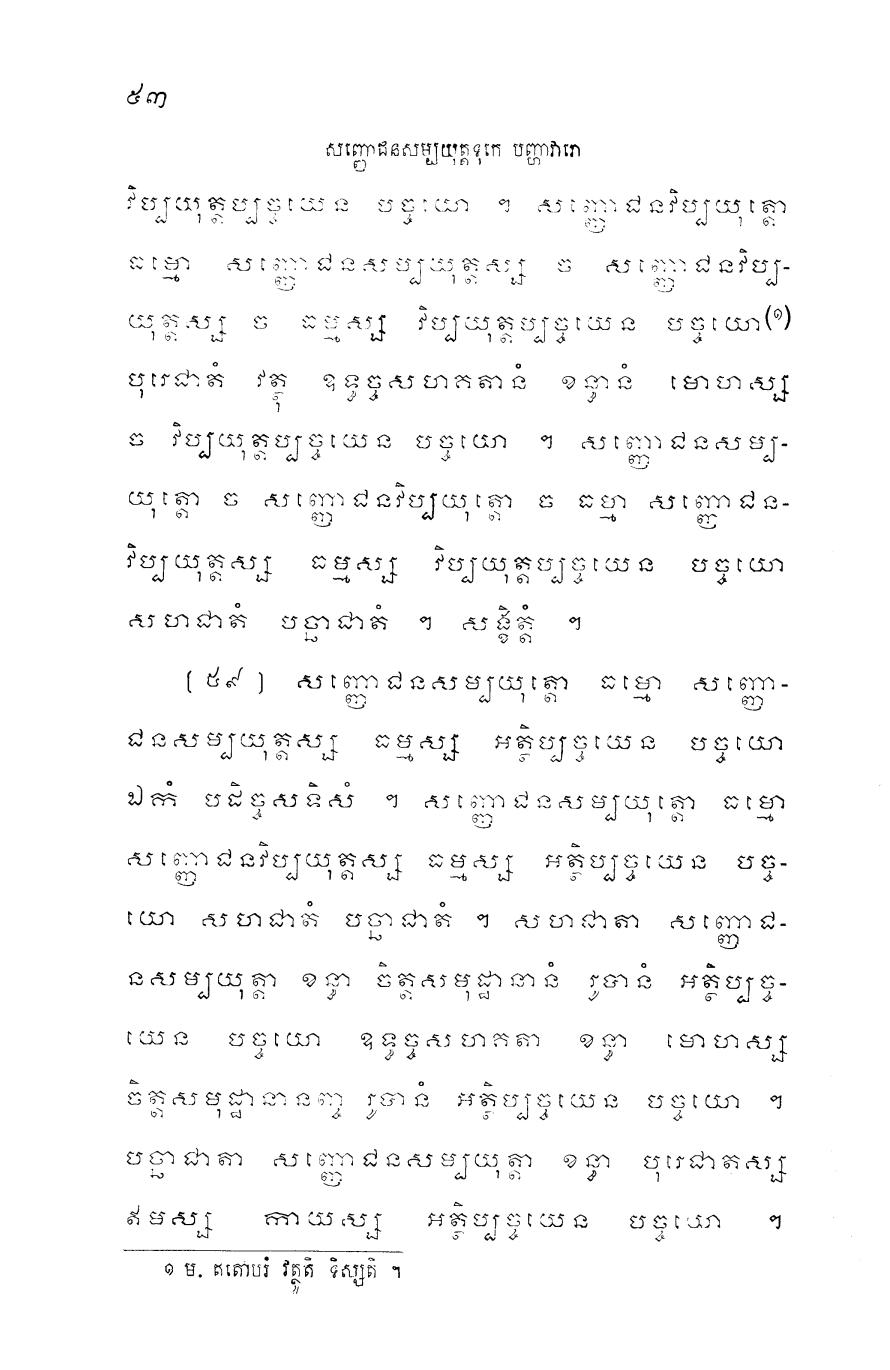 ៥៣
សញ្ញោជនសម្បយុត្តទុកេ បញ្ហាវារោ
វិប្បយុត្តប្បច្ចយេន បច្ចយោ ។ សញ្ញោជនវិប្បយុត្តោ
ធម្មោ សញ្ញោជនសម្បយុត្តស្ស ច សញ្ញោជនវិប្ប-
យុត្តស្ស ច ធម្មស្ស វិប្បយុត្តប្បច្ចយេន បច្ចយោ(១)
បុរេជាតំ វត្ថុ ឧទ្ធច្ចសហគតានំ ខន្ធានំ មោហស្ស
ច វិប្បយុត្តប្បច្ចយេន បច្ចយោ ។ សញ្ញោជនសម្ប-
យុត្តោ ច សញ្ញោជនវិប្បយុត្តោ ច ធម្មា សញ្ញោជន-
វិប្បយុត្តស្ស ធម្មស្ស វិប្បយុត្តប្បច្ចយេន បច្ចយោ
សហជាតំ បច្ឆាជាតំ ។ សង្ខិត្តំ ។
[ ៥៩ ] សញ្ញោជនសម្បយុត្តោ ធម្មោ សញ្ញោ-
ជនសម្បយុត្តស្ស ធម្មស្ស អត្ថិប្បច្ចយេន បច្ចយោ
ឯកំ បដិច្ចសទិសំ ។ សញ្ញោជនសម្បយុត្តោ ធម្មោ
សញ្ញោជនវិប្បយុត្តស្ស ធម្មស្ស អត្ថិប្បច្ចយេន បច្ច-
យោ សហជាតំ បច្ឆាជាតំ ។ សហជាតា សញ្ញោជ-
នសម្បយុត្តា ខន្ធា ចិត្តសមុដ្ឋានានំ រូបានំ អត្ថិប្បច្ច-
យេន បច្ចយោ ឧទ្ធច្ចសហគតា ខន្ធា មោហស្ស
ចិត្តសមុដ្ឋានានញ្ច រូបានំ អត្ថិប្បច្ចយេន បច្ចយោ ។
បច្ឆាជាតា សញ្ញោជនសម្បយុត្តា ខន្ធា បុរេជាតស្ស
ឥមស្ស កាយស្ស អត្ថិប្បច្ចយេន បច្ចយោ ។
១ ម. ឥតោបរំ វត្ថូតិ ទិស្សតិ ។